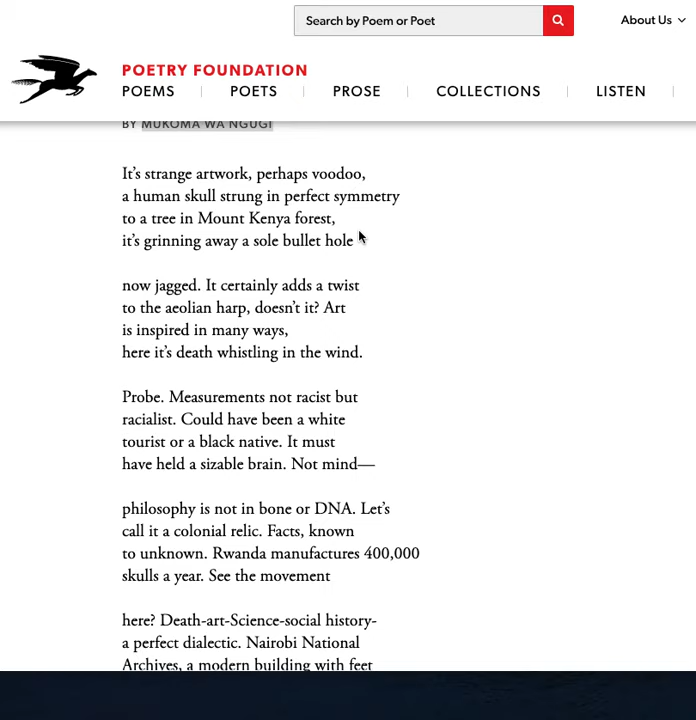 Search by Poem or Poet
About Us
POETRY FOUNDATION
POEMS
POETS
PROSE
COLLECTIONS
LISTEN
BY MUKOMA WA NGUGI
It's strange artwork, perhaps voodoo,
a human skull strung in perfect symmetry
to a tree in Mount Kenya forest,
it's grinning away a sole bullet hole
now jagged. It certainly adds a twist
to the aeolian harp, doesn't it? Art
is inspired in many ways,
here it's death whistling in the wind.
Probe. Measurements not racist but
racialist. Could have been a white
tourist or a black native. It must
have held a sizable brain. Not mind—
philosophy is not in bone or DNA. Let's
call it a colonial relic. Facts, known
to unknown. Rwanda manufactures 400,000
skulls a year. See the movement
here? Death-art-Science-social history-
a perfect dialectic. Nairobi National
Archives, a modern building with feet